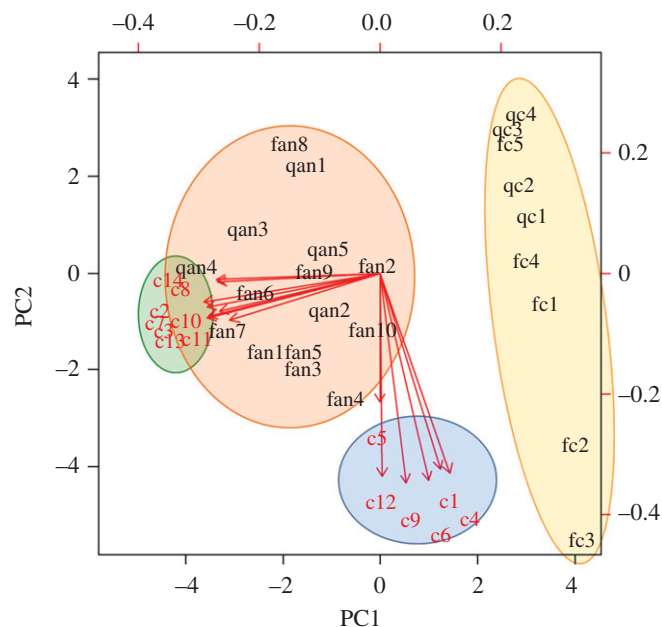 −0.4 −0.2 0.0 0.2
4
2
0
−2
−4
PC2
0.2
0
−0.2
−0.4
fan8
qan1
qan3
qan5
qan4
fan9
fan2
fan6
qan2
fan7
fan10
fan1
fan5
fan3
fan4
qc4
qc3
fc5
qc2
qc1
fc4
fc1
fc2
fc3
c14
c8
c2
c7
c10
c3
c13
c11
c5
c12
c1
c9
c4
c6
−4 −2 0 2 4
PC1